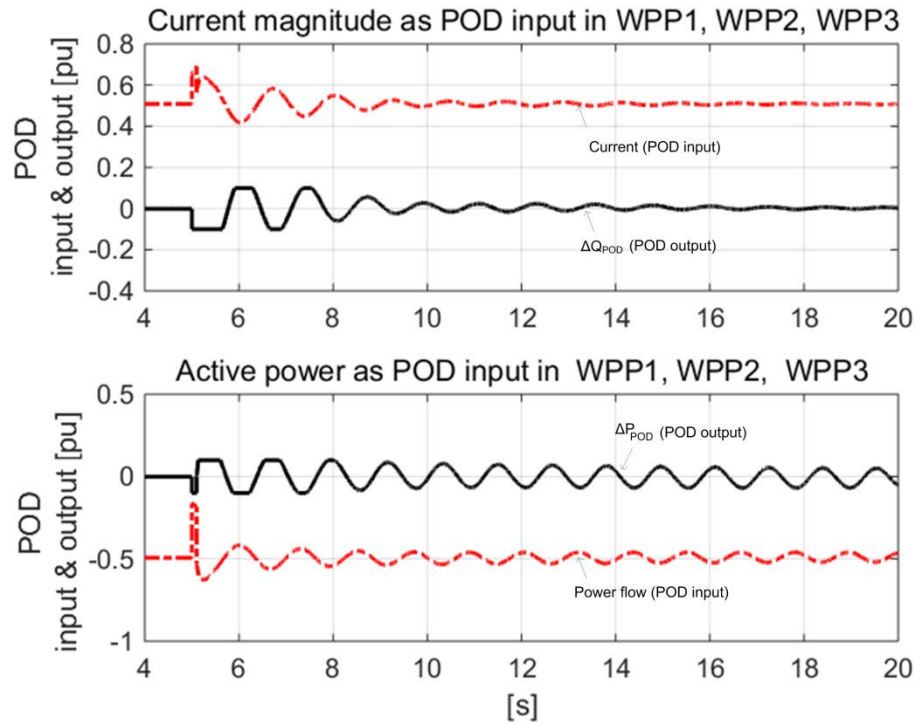 Current magnitude as POD input in WPP1, WPP2, WPP3
POD
input & output [pu]
0.8
0.6
0.4
0.2
0
-0.2
-0.4
Current (POD input)
ΔQPOD (POD output)
4 6 8 10 12 14 16 18 20
Active power as POD input in WPP1, WPP2, WPP3
POD
input & output [pu]
0.5
0
-0.5
-1
ΔPPOD (POD output)
Power flow (POD input)
4 6 8 10 12 14 16 18 20
[s]